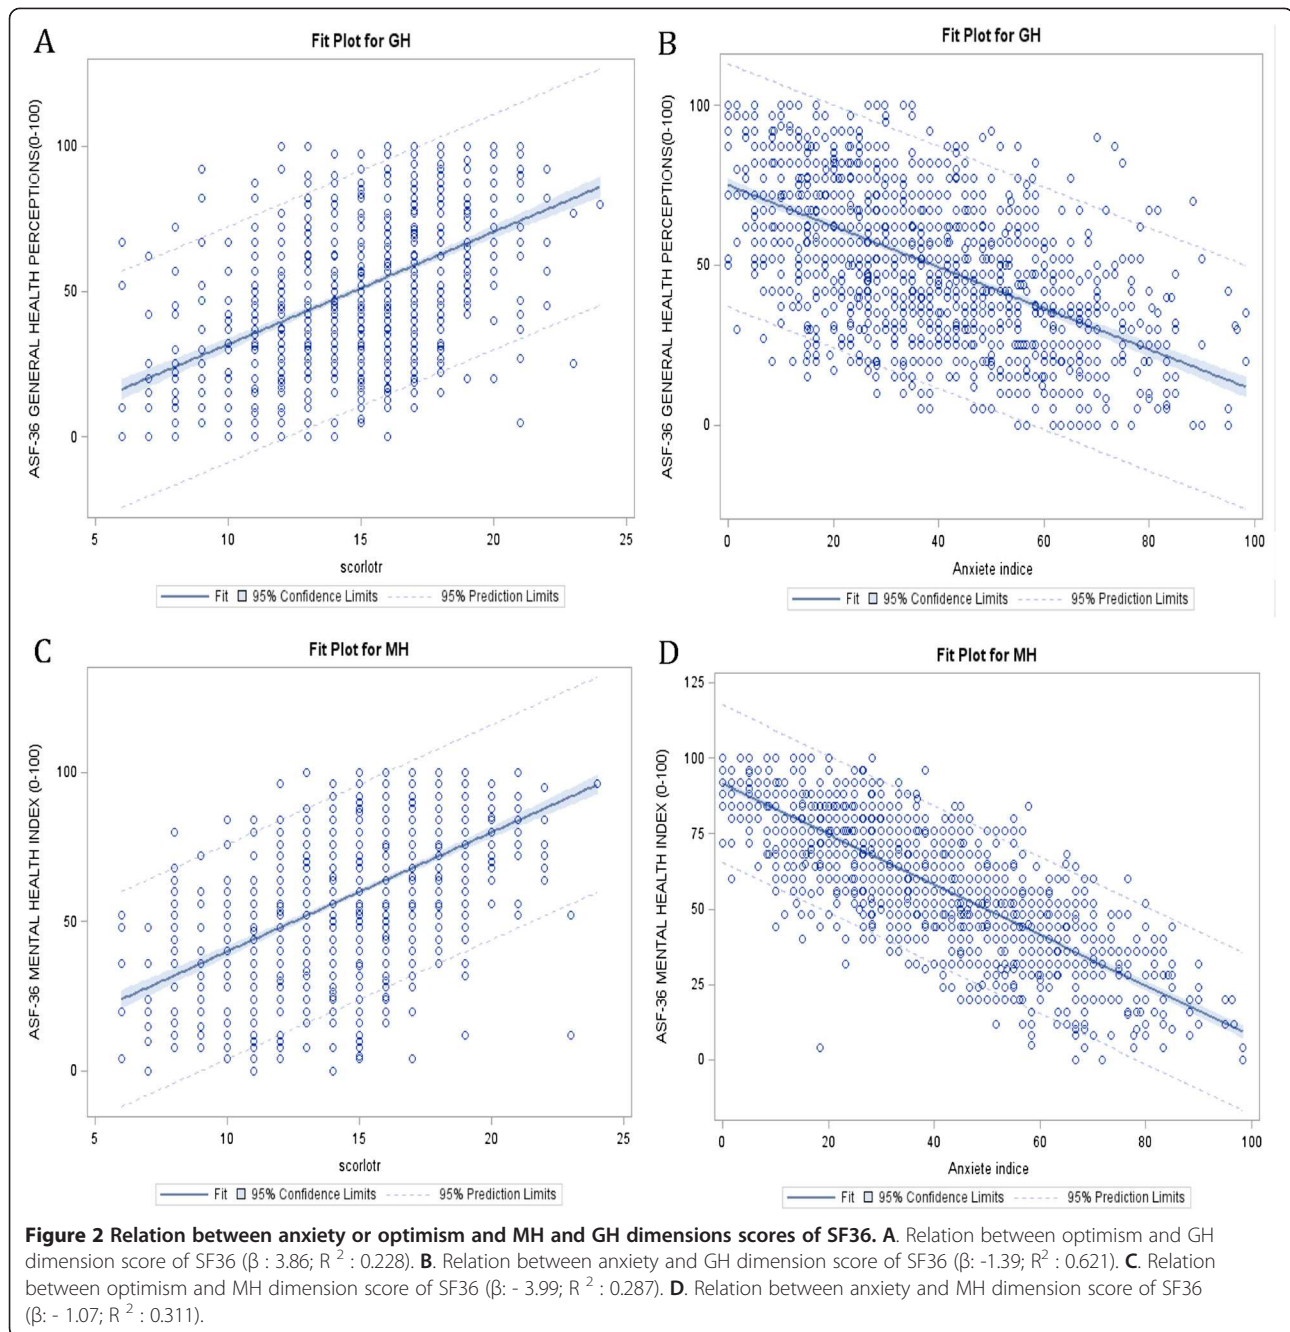 A
Fit Plot for GH
ASF-36 GENERAL HEALTH PERCEPTIONS(0-100)
100
50
0
5
10
15
20
25
scorlotr
Fit
95% Confidence Limits
95% Prediction Limits
B
Fit Plot for GH
ASF-36 GENERAL HEALTH PERCEPTIONS(0-100)
100
50
0
0
20
40
60
80
100
Anxiete indice
Fit
95% Confidence Limits
95% Prediction Limits
C
Fit Plot for MH
ASF-36 MENTAL HEALTH INDEX (0-100)
100
50
0
5
10
15
20
25
scorlotr
Fit
95% Confidence Limits
95% Prediction Limits
D
Fit Plot for MH
ASF-36 MENTAL HEALTH INDEX (0-100)
125
100
75
50
25
0
0
20
40
60
80
100
Anxiete indice
Fit
95% Confidence Limits
95% Prediction Limits
Figure 2 Relation between anxiety or optimism and MH and GH dimensions scores of SF36. A. Relation between optimism and GH
dimension score of SF36 (β : 3.86; R ² : 0.228). B. Relation between anxiety and GH dimension score of SF36 (β: -1.39; R² : 0.621). C. Relation
between optimism and MH dimension score of SF36 (β: - 3.99; R ² : 0.287). D. Relation between anxiety and MH dimension score of SF36
(β: - 1.07; R ² : 0.311).